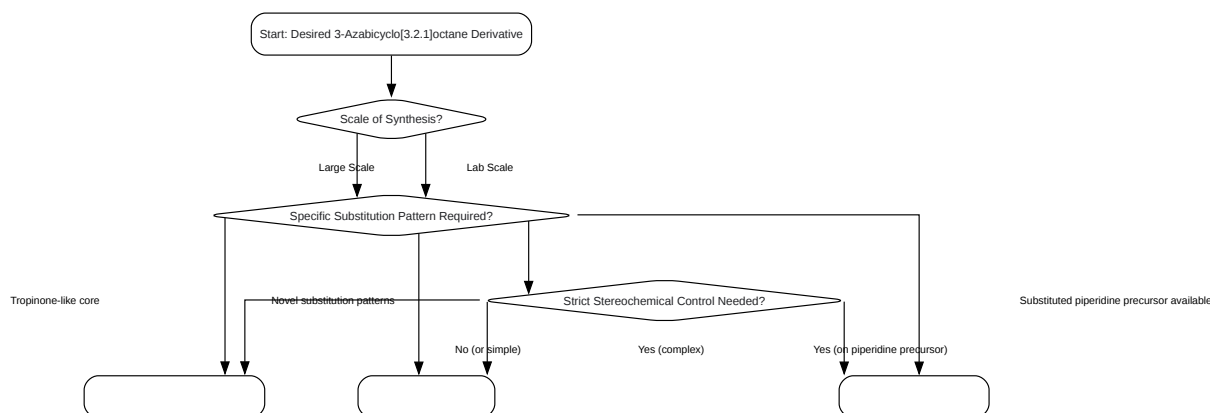 Start: Desired 3-Azabicyclo[3.2.1]octane Derivative
Scale of Synthesis?
Large Scale
Lab Scale
Specific Substitution Pattern Required?
Tropinone-like core
Novel substitution patterns
Strict Stereochemical Control Needed?
Substituted piperidine precursor available
No (or simple)
Yes (complex)
Yes (on piperidine precursor)